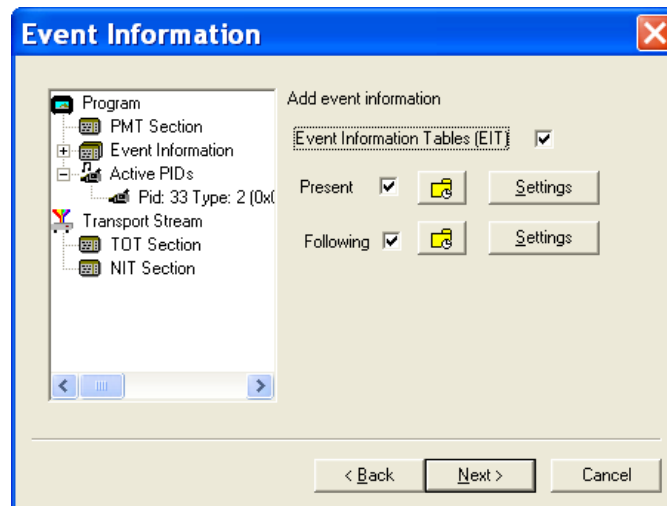 Event Information
Program
PMT Section
Event Information
Active PIDs
Pid: 33 Type: 2 (0x(
Transport Stream
TOT Section
NIT Section
Add event information
Event Information Tables (EIT)
Present
Settings
Following
Settings
< Back
Next >
Cancel